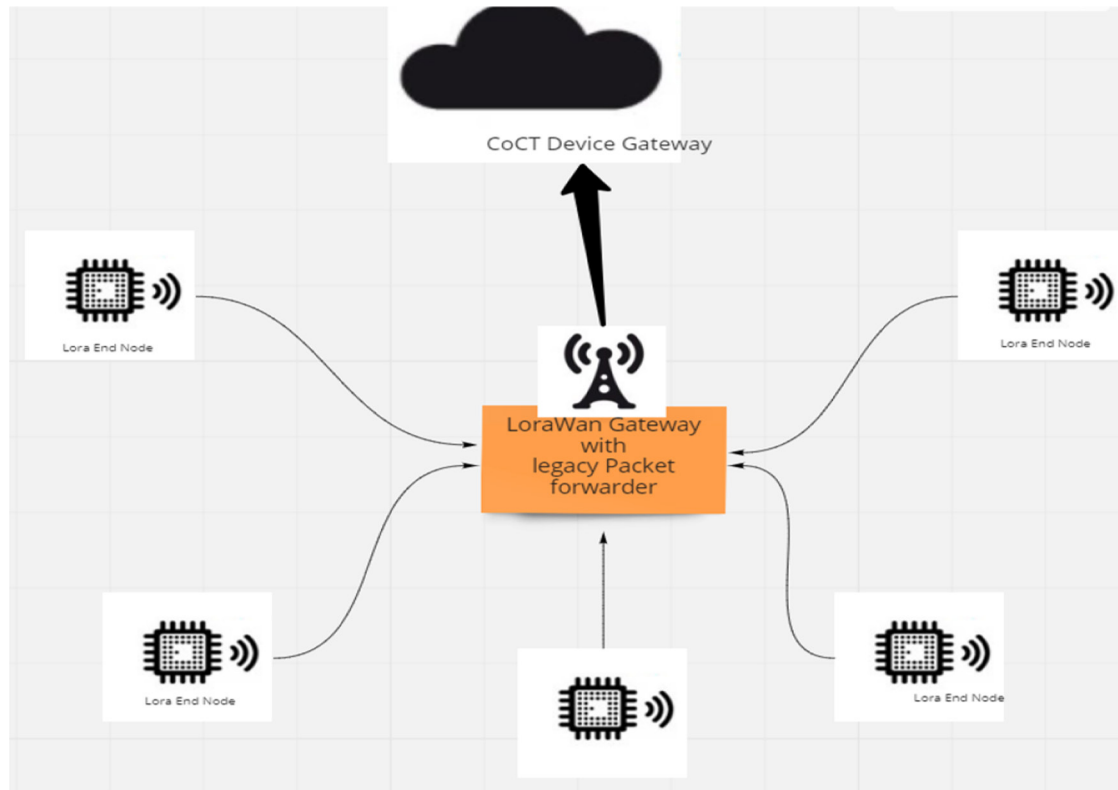 CoCT Device Gateway
Lora End Node
Lora End Node
LoraWan Gateway
with
legacy Packet
forwarder
Lora End Node
Lora End Node